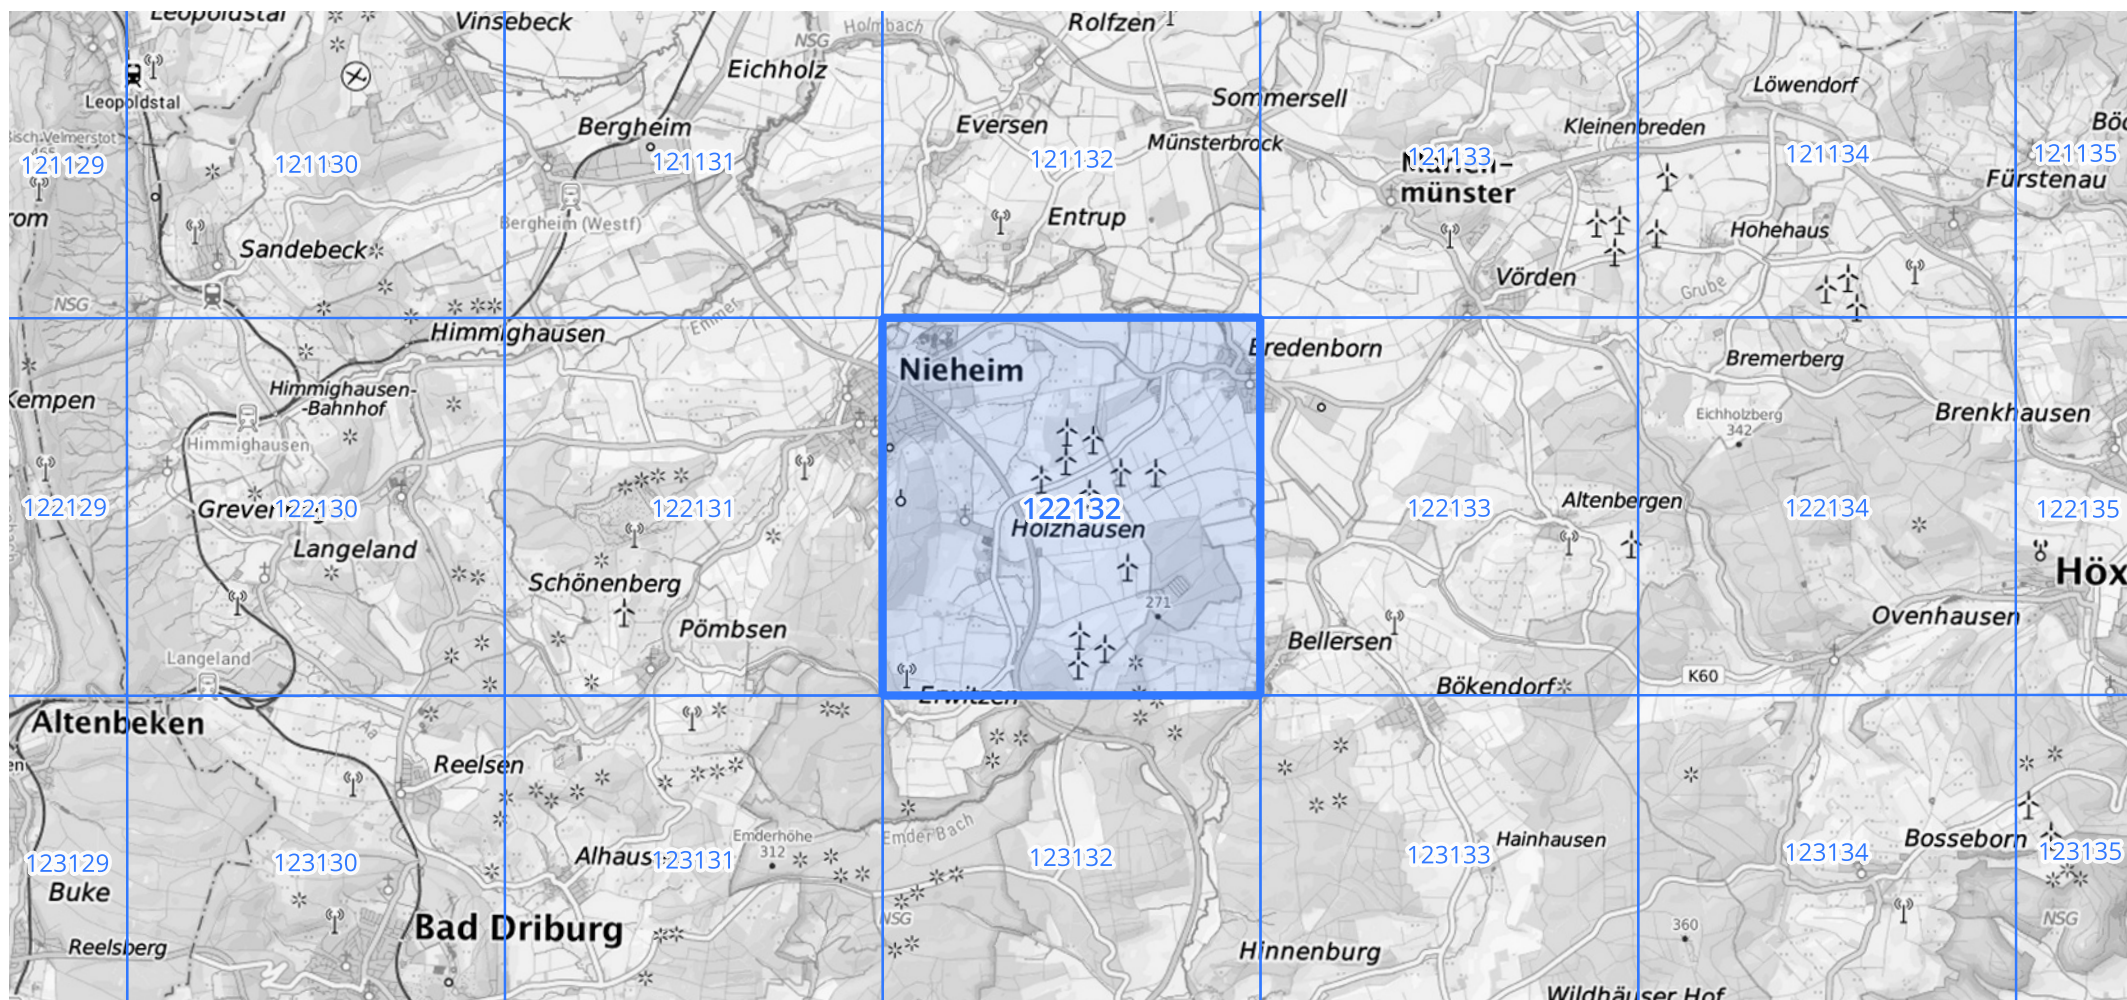 Leopoldstal
Vinsebeck
Rolfzen
NSG
Holmbach
Eichholz
Leopoldstal
Sommersell
Löwendorf
Bergheim
Eversen
Kleinenbreden
Münsterbrock
121129
121130
121131
121132
121133
121134
121135
münster
Fürstenau
Entrup
Bergheim (Westf)
Hohehaus
Sandebeck
Vörden
Grube
NSG
Emmer
Himmighausen
Nieheim
Bredenborn
Bremerberg
Himmighausen-
-Bahnhof
Kempen
Eichholzberg
342
Brenkhausen
Himmighausen
Altenbergen
122129
122130
122131
122132
122133
122134
122135
Holzhausen
Langeland
Schönenberg
Höx
271
Ovenhausen
Pömbsen
Bellersen
Langeland
K60
Bökendorf
Erwitzen
Altenbeken
Aa
Reelsen
Emderhöhe
312
Emder Bach
Hainhausen
Bosseborn
Alhaus
123129
123130
123131
123132
123133
123134
123135
Buke
NSG
NSG
Bad Driburg
360
Reelsberg
Hinnenburg
Wildhäuser Hof